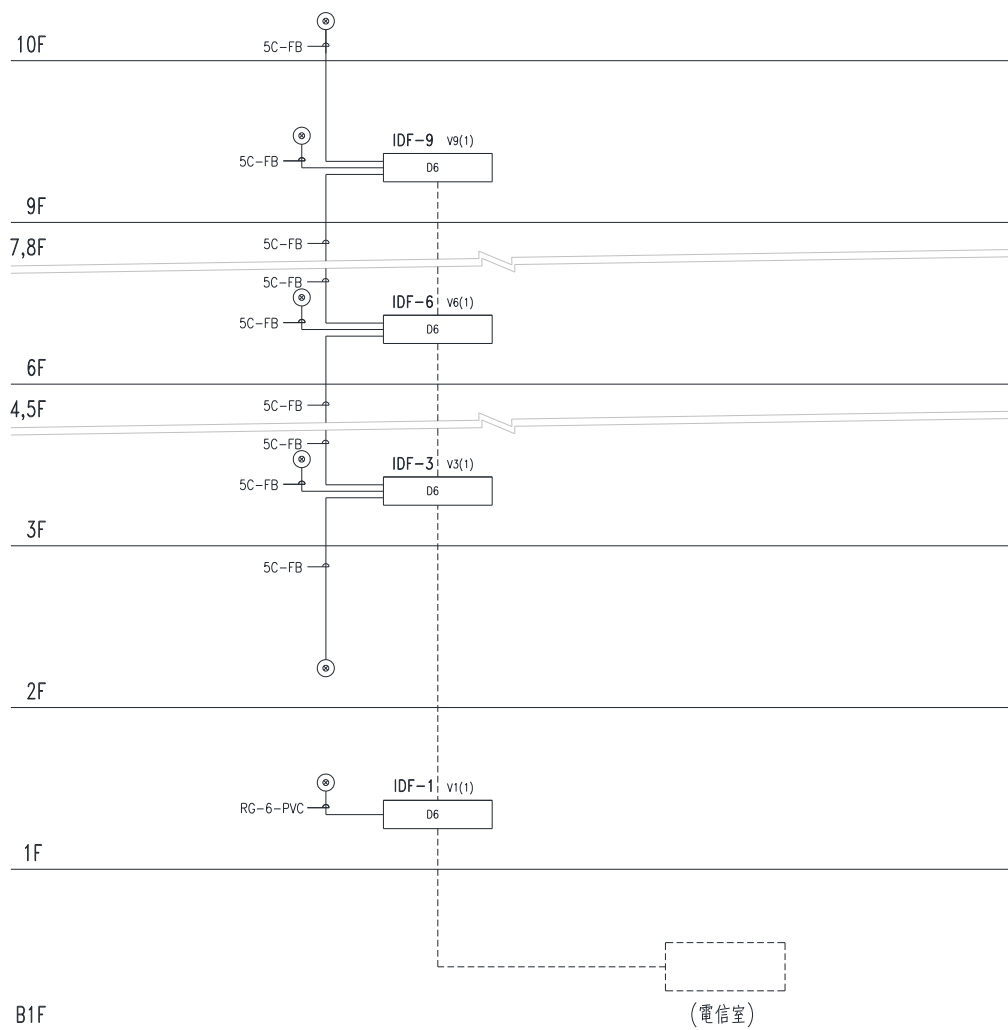 10F
5C-FB
IDF-9 V9(1)
5C-FB
D6
9F
7,8F
5C-FB
5C-FB
IDF-6 V6(1)
5C-FB
D6
6F
4,5F
5C-FB
5C-FB
IDF-3 V3(1)
5C-FB
D6
3F
5C-FB
2F
IDF-1 V1(1)
RG-6-PVC
D6
1F
B1F
(電信室)